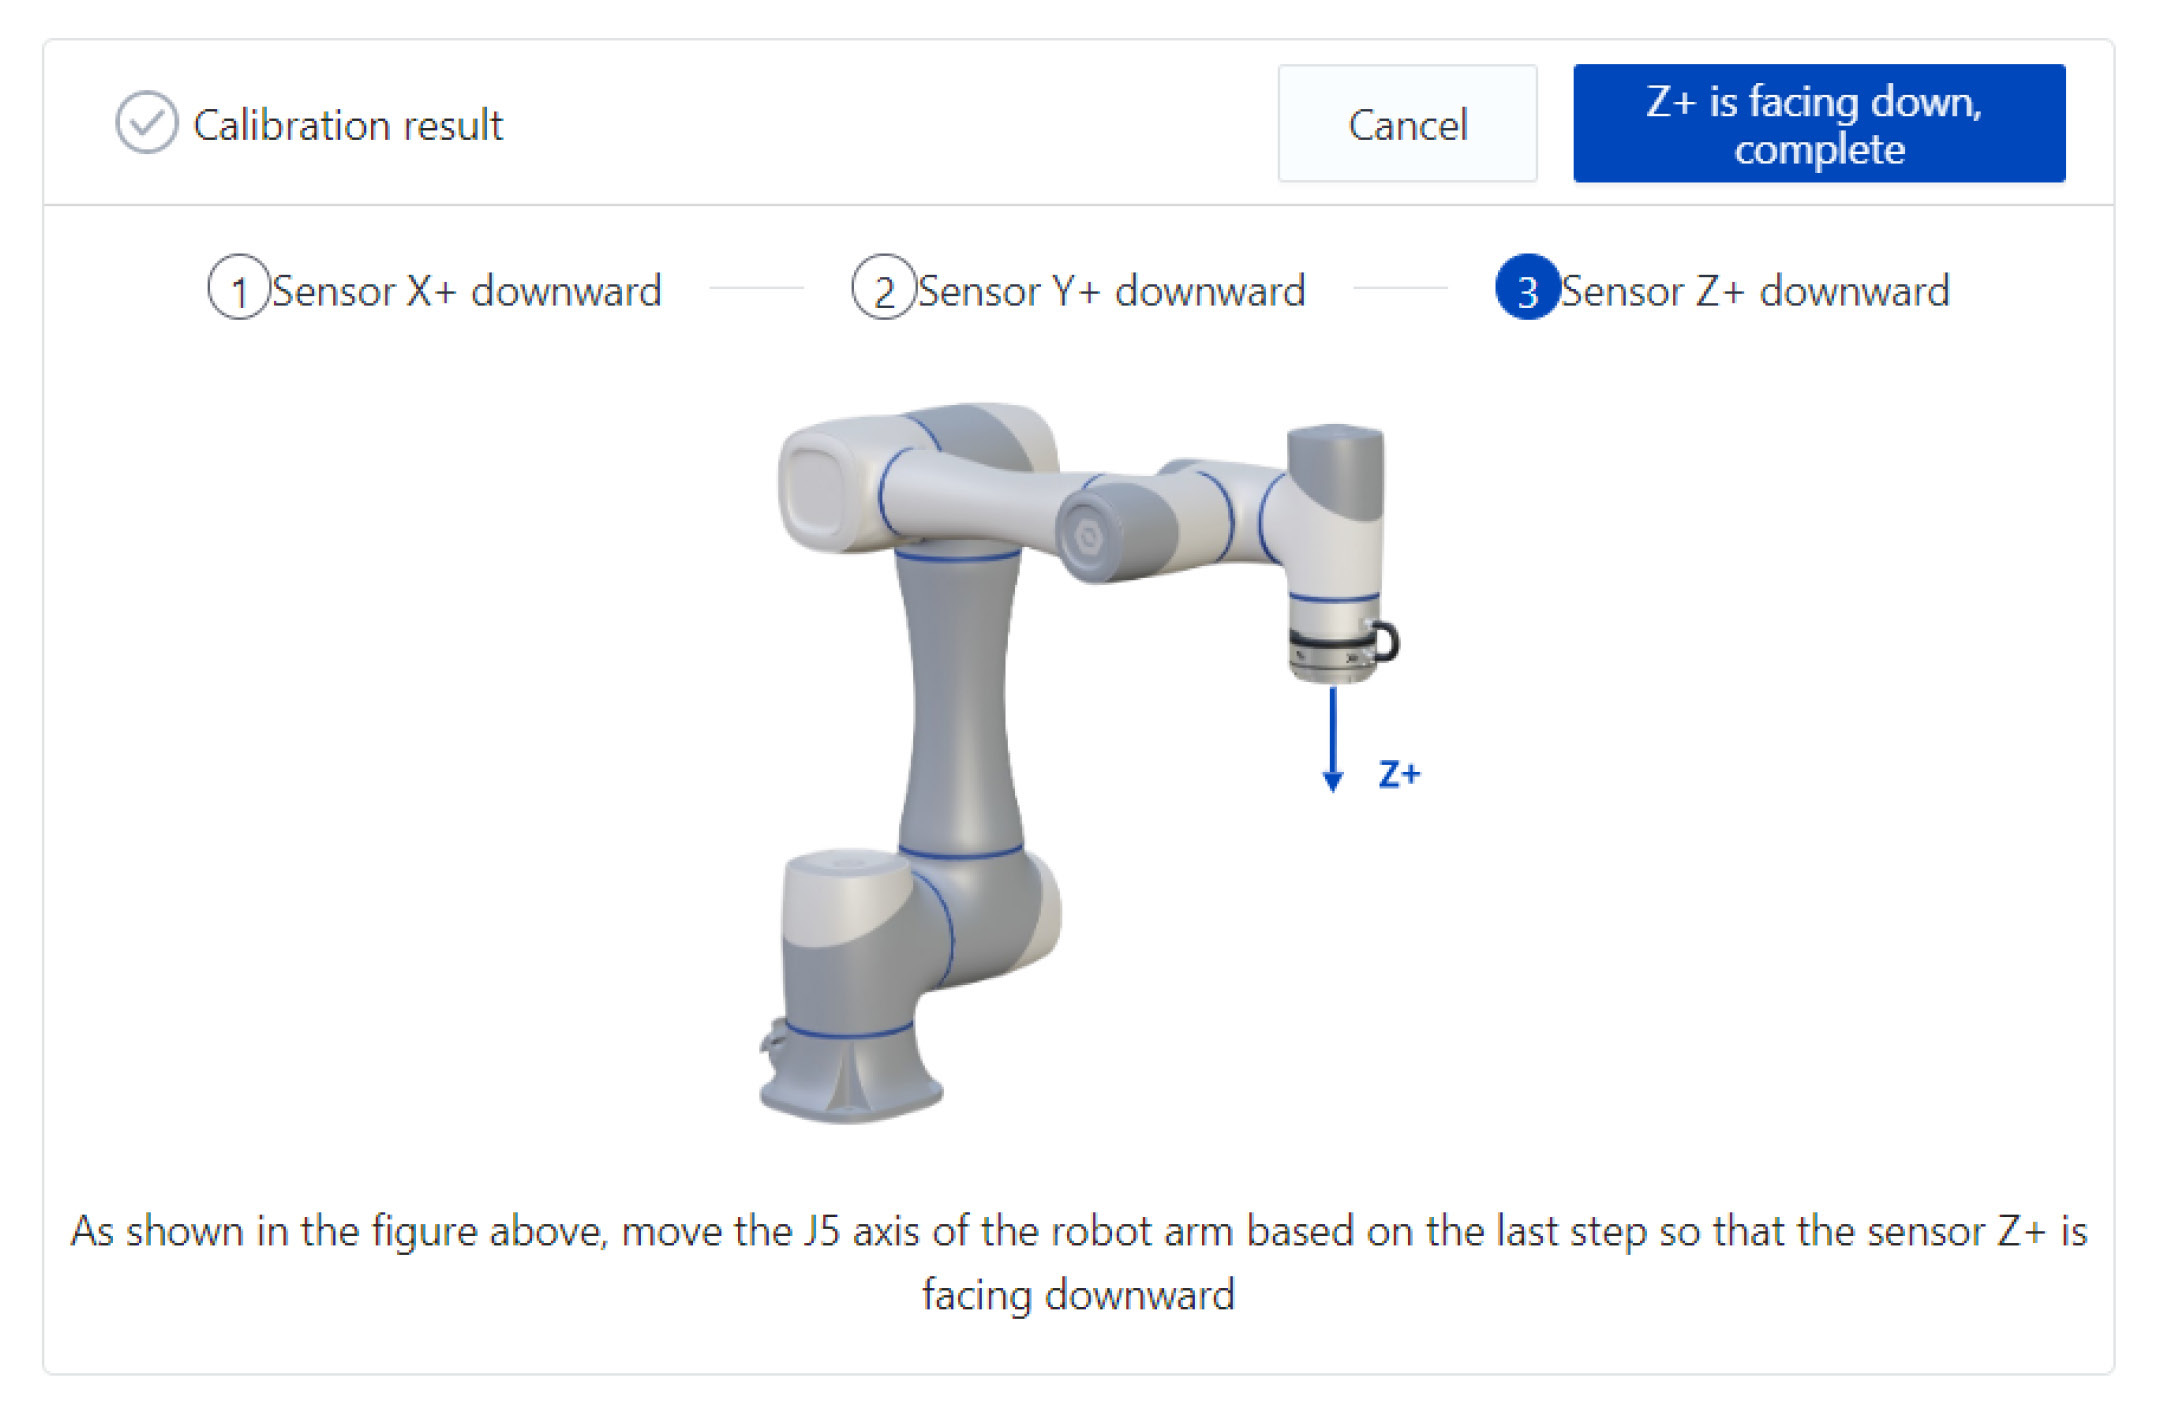 Calibration result
Cancel
Z+ is facing down,
complete
1 Sensor X+ downward
2 Sensor Y+ downward
3 Sensor Z+ downward
Z+
As shown in the figure above, move the J5 axis of the robot arm based on the last step so that the sensor Z+ is
facing downward